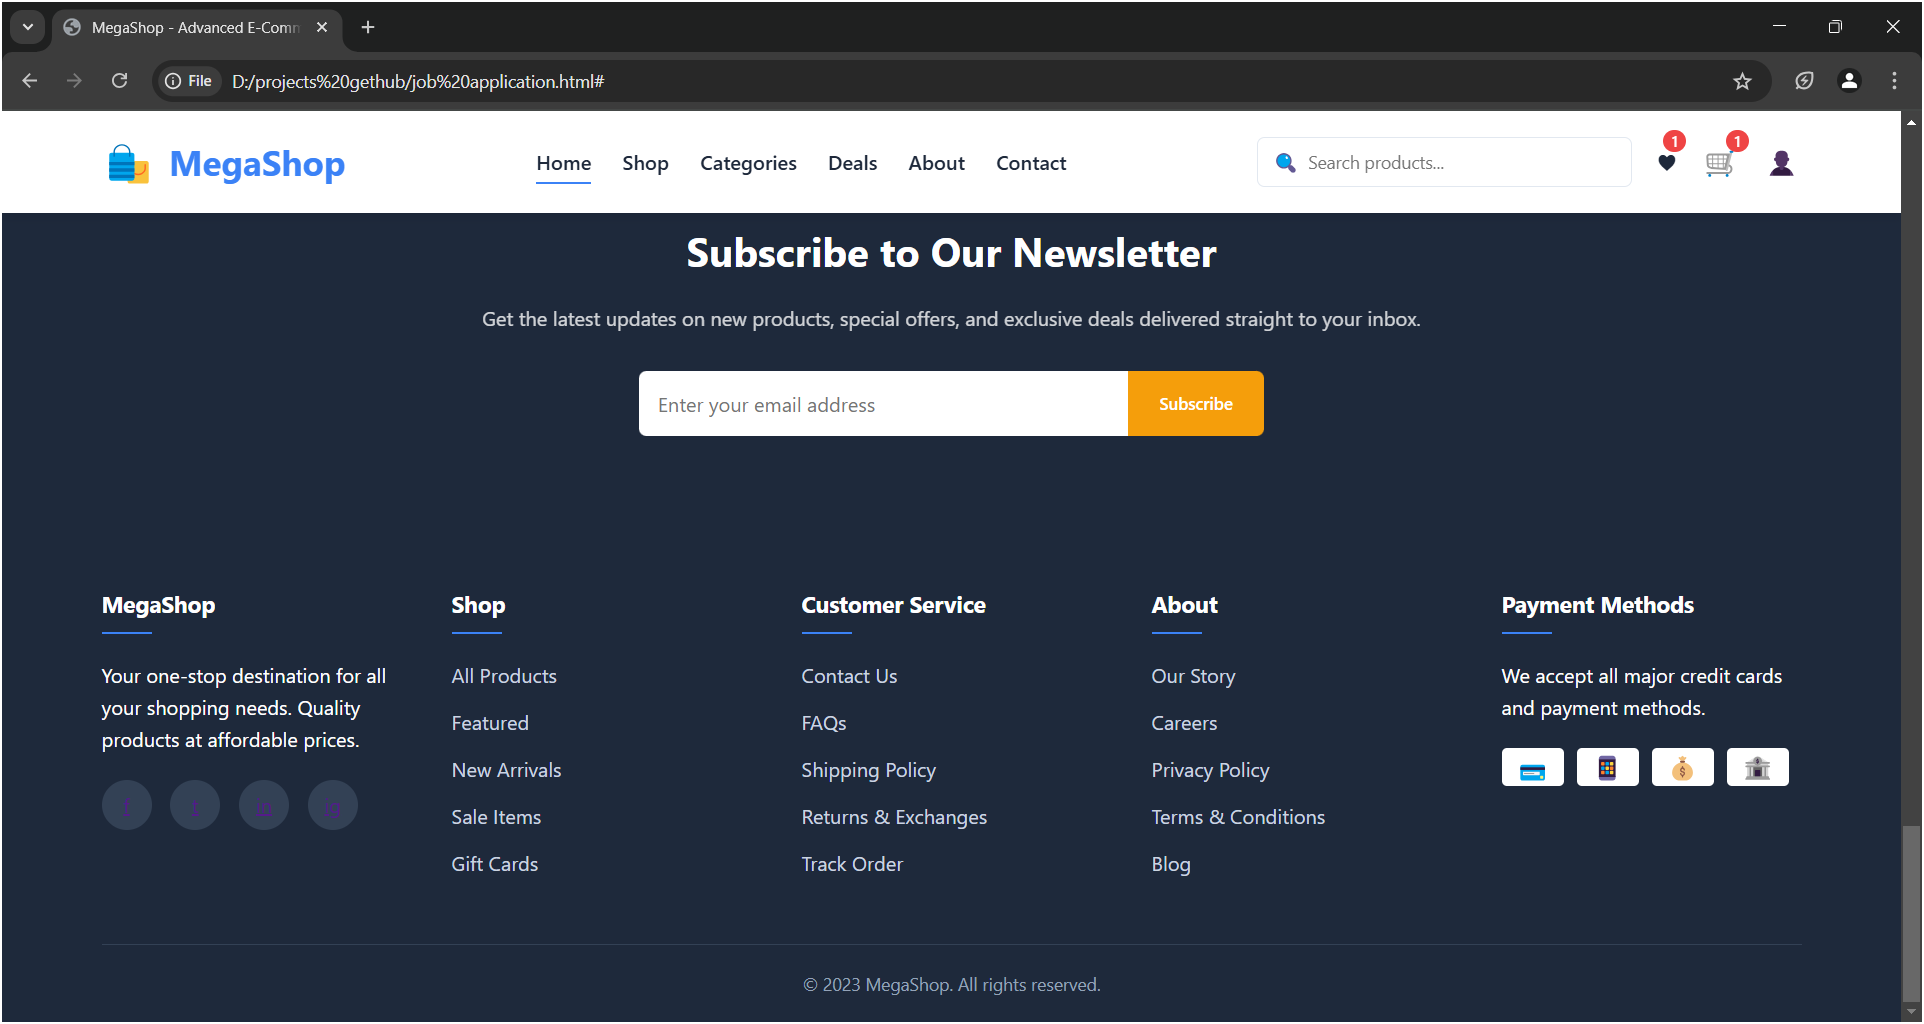 MegaShop - Advanced E-Comm
File D:/projects%20gethub/job%20application.html#
MegaShop
Home Shop Categories Deals About Contact
Search products...
1
1
Subscribe to Our Newsletter
Get the latest updates on new products, special offers, and exclusive deals delivered straight to your inbox.
Enter your email address
Subscribe
MegaShop
Your one-stop destination for all
your shopping needs. Quality
products at affordable prices.
f t in ig
Shop
All Products
Featured
New Arrivals
Sale Items
Gift Cards
Customer Service
Contact Us
FAQs
Shipping Policy
Returns & Exchanges
Track Order
About
Our Story
Careers
Privacy Policy
Terms & Conditions
Blog
Payment Methods
We accept all major credit cards
and payment methods.
© 2023 MegaShop. All rights reserved.